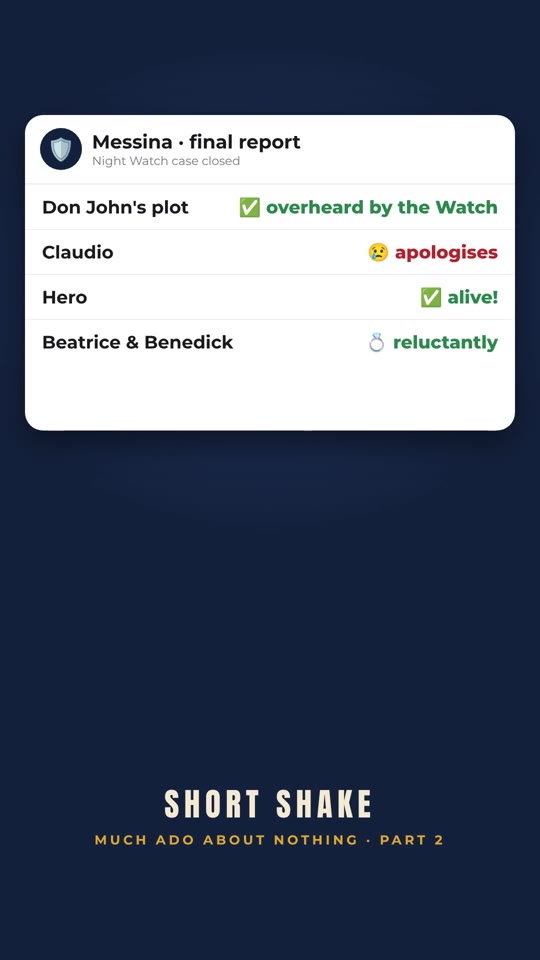 Messina · final report
Night Watch case closed
Don John's plot ✅ overheard by the Watch
Claudio 😢 apologises
Hero ✅ alive!
Beatrice & Benedick 💍 reluctantly
SHORT SHAKE
MUCH ADO ABOUT NOTHING · PART 2